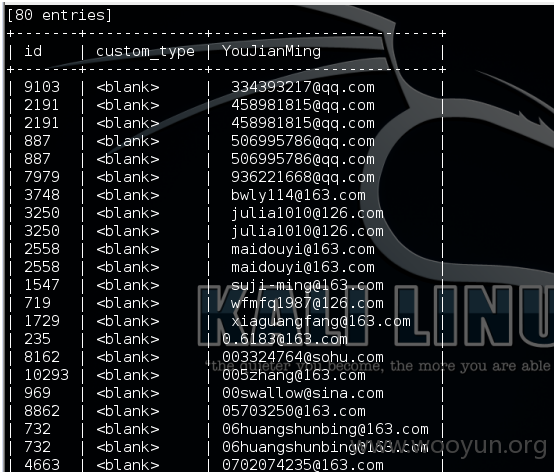 [80 entries]
+-------+-------------+-------------------------+
| id | custom_type | YouJianMing |
+-------+-------------+-------------------------+
| 9103 | <blank> | 334393217@qq.com |
| 2191 | <blank> | 458981815@qq.com |
| 2191 | <blank> | 458981815@qq.com |
| 887 | <blank> | 506995786@qq.com |
| 887 | <blank> | 506995786@qq.com |
| 7979 | <blank> | 936221668@qq.com |
| 3748 | <blank> | bwly114@163.com |
| 3250 | <blank> | julia1010@126.com |
| 3250 | <blank> | julia1010@126.com |
| 2558 | <blank> | maidouyi@163.com |
| 2558 | <blank> | maidouyi@163.com |
| 1547 | <blank> | suji-ming@163.com |
| 719 | <blank> | wfmfq1987@126.com |
| 1729 | <blank> | xiaguangfang@163.com |
| 235 | <blank> | 0.6183@163.com |
| 8162 | <blank> | 003324764@sohu.com |
| 10293 | <blank> | 005zhang@163.com |
| 969 | <blank> | 00swallow@sina.com |
| 8862 | <blank> | 05703250@163.com |
| 732 | <blank> | 06huangshunbing@163.com |
| 732 | <blank> | 06huangshunbing@163.com |
| 4663 | <blank> | 0702074235@163.com |
KALI LINU
"the quieter you become, the more you are able
www.wooyun.org